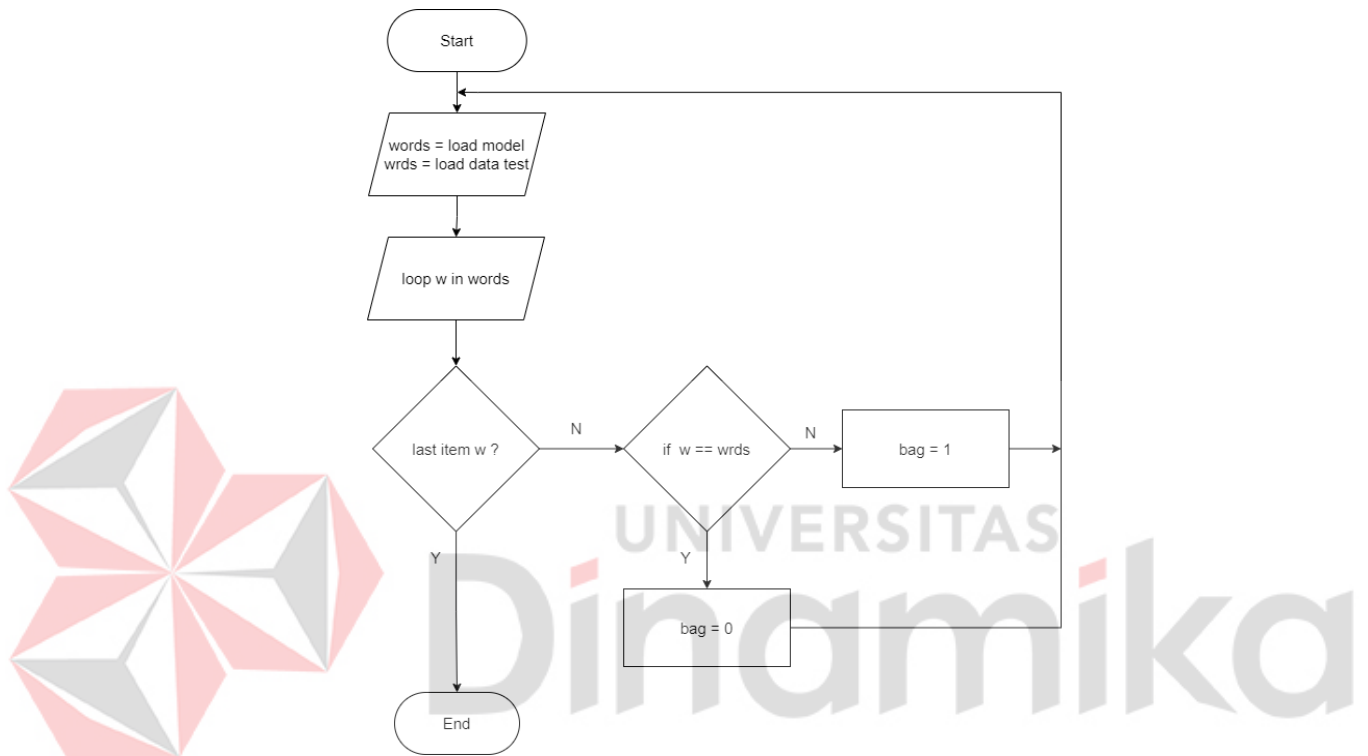 Start
words = load model
wrds = load data test
loop w in words
last item w ?
N
if w == wrds
N
bag = 1
Y
Y
bag = 0
End
UNIVERSITAS
Dinamika